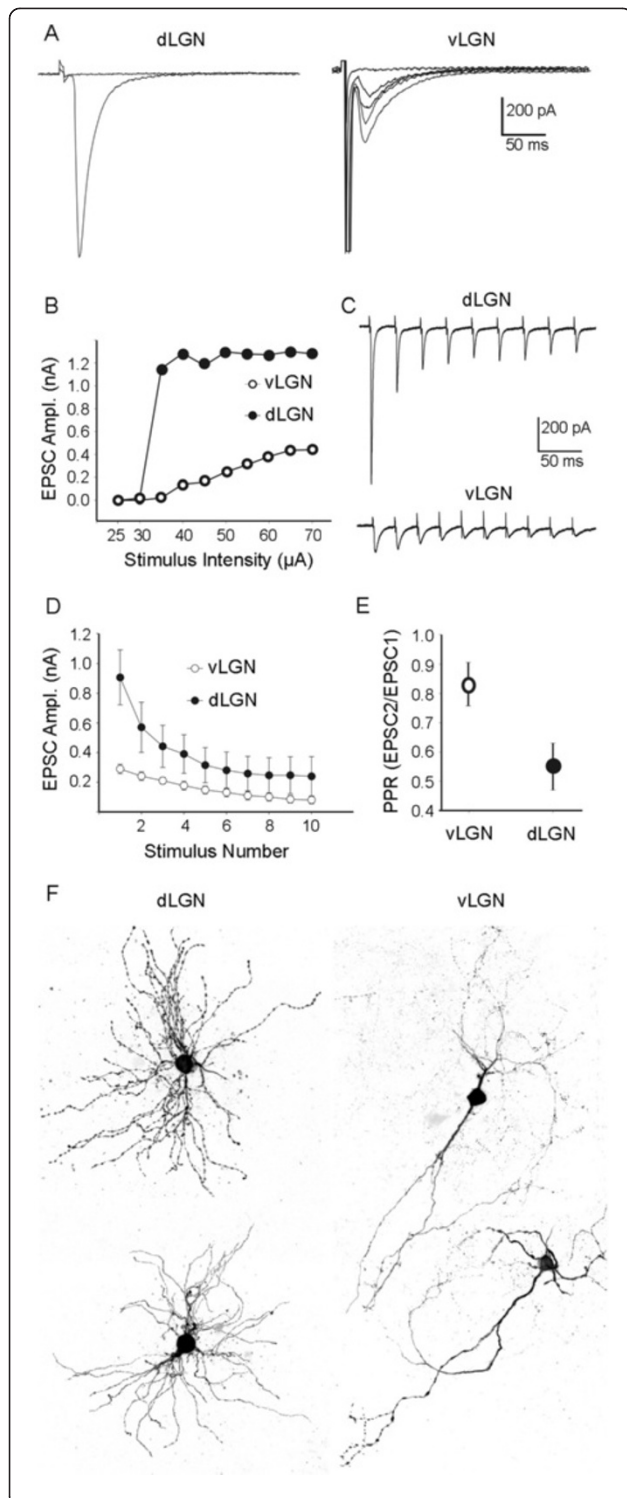 A
dLGN
vLGN
200 pA
50 ms
B
EPSC Ampl. (nA)
1.2
1.0
0.8
0.6
0.4
0.2
0.0
vLGN
dLGN
25 30 40 50 60 70
Stimulus Intensity (µA)
C
dLGN
200 pA
50 ms
vLGN
D
EPSC Ampl. (nA)
1.2
1.0
0.8
0.6
0.4
0.2
vLGN
dLGN
2 4 6 8 10
Stimulus Number
E
PPR (EPSC2/EPSC1)
1.0
0.9
0.8
0.7
0.6
0.5
0.4
vLGN dLGN
F
dLGN
vLGN